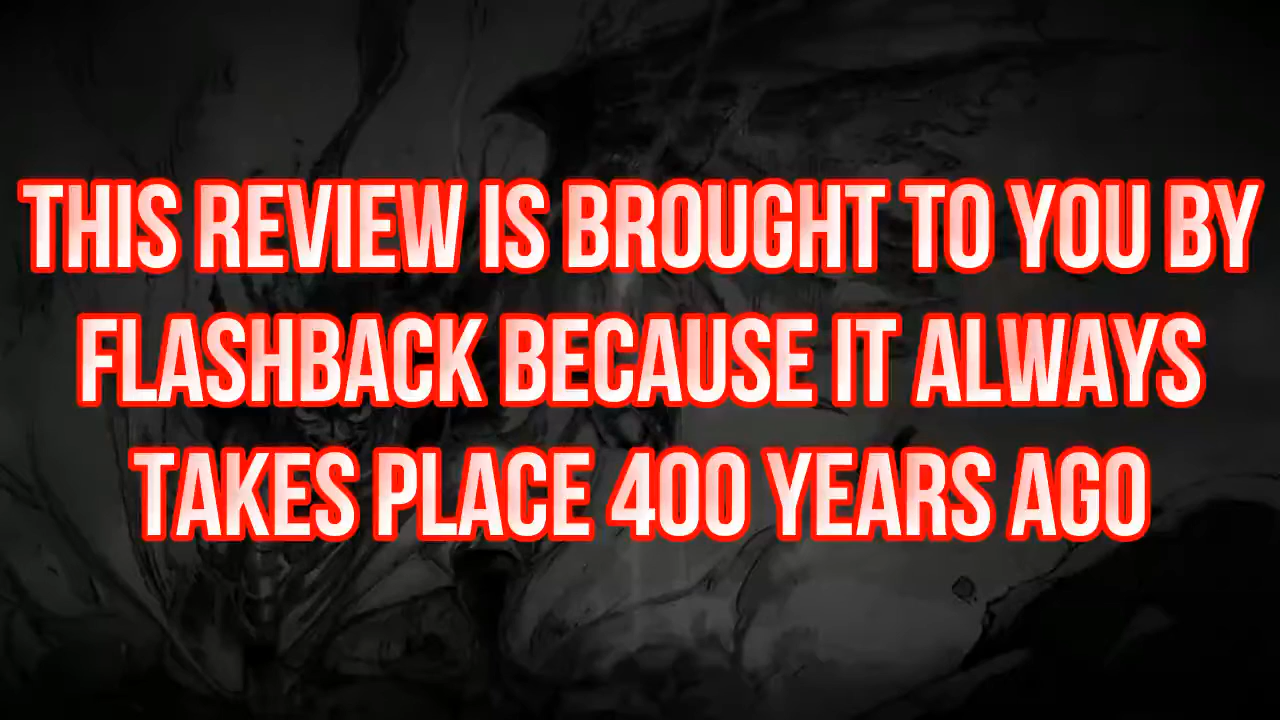 THIS REVIEW IS BROUGHT TO YOU BY
FLASHBACK BECAUSE IT ALWAYS
TAKES PLACE 400 YEARS AGO